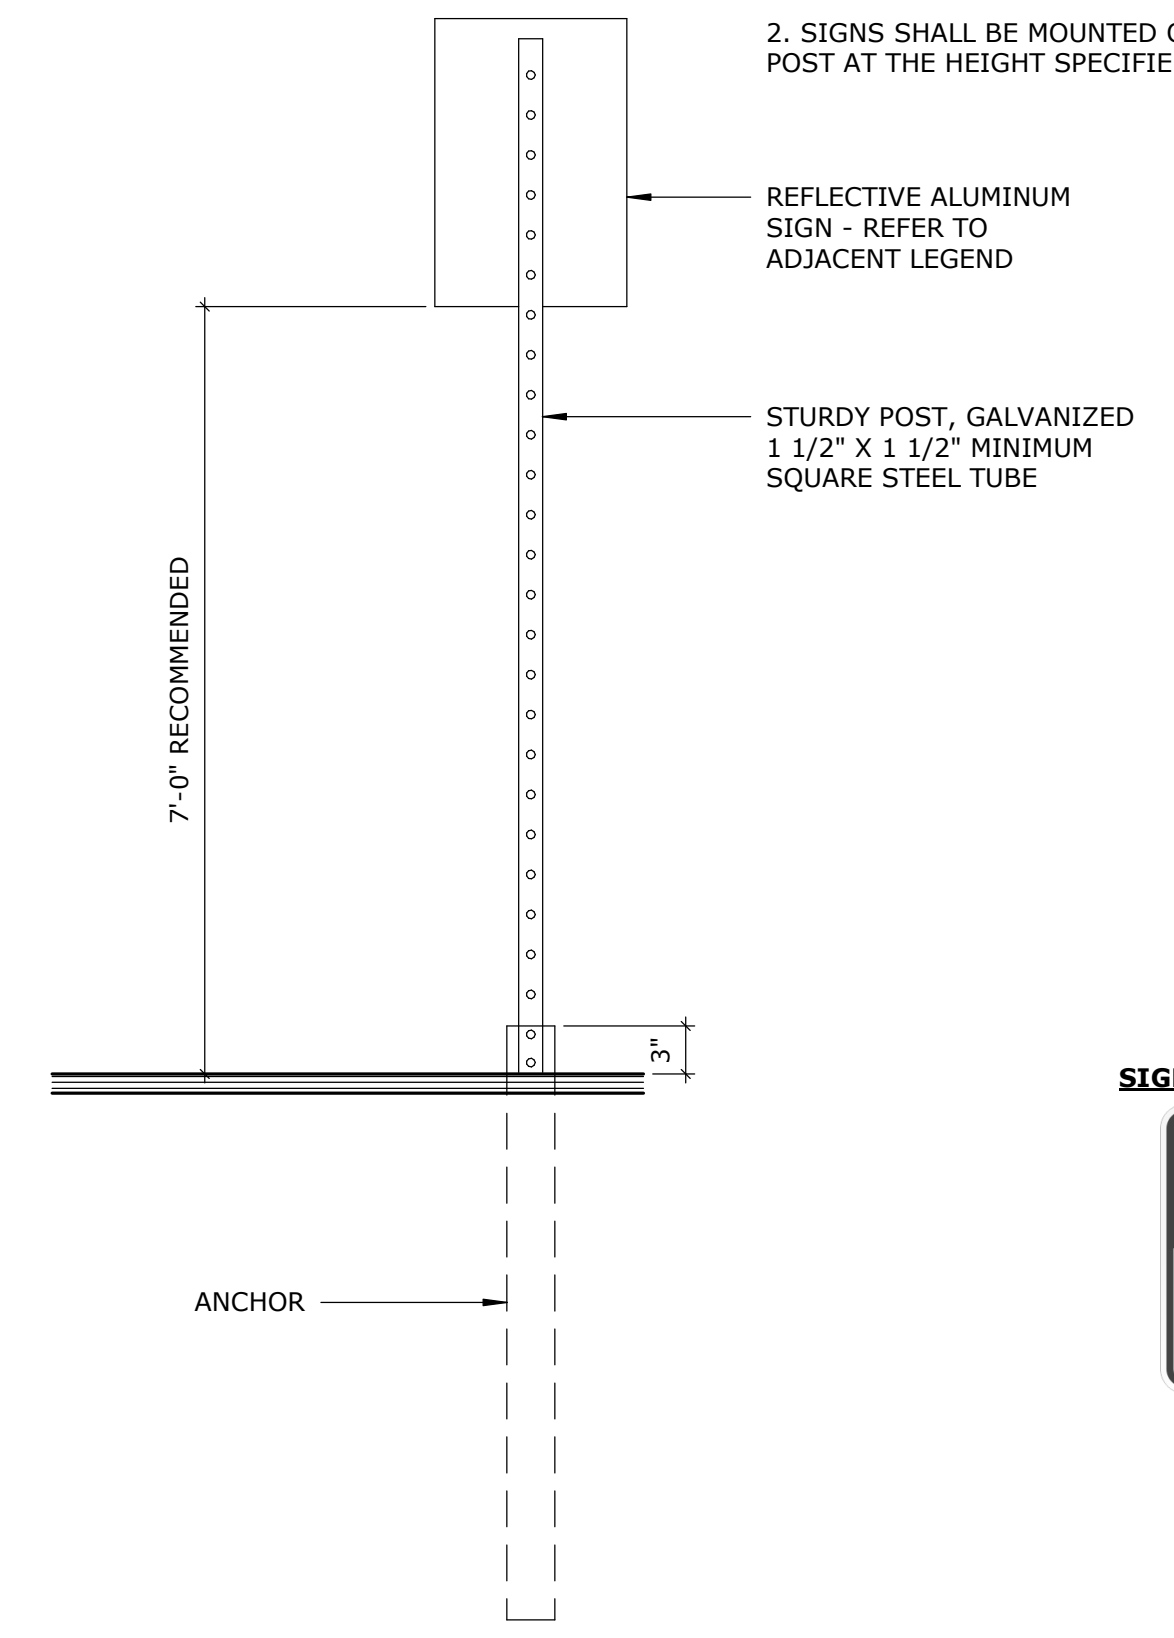 2. SIGNS SHALL BE MOUNTED
POST AT THE HEIGHT
REFLECTIVE ALUMINUM
SIGN - REFER TO
ADJACENT LEGEND
STURDY POST, GALVANIZED
1 1/2" X 1 1/2" MINIMUM
SQUARE STEEL TUBE
7'-0" RECOMMENDED
3"
ANCHOR